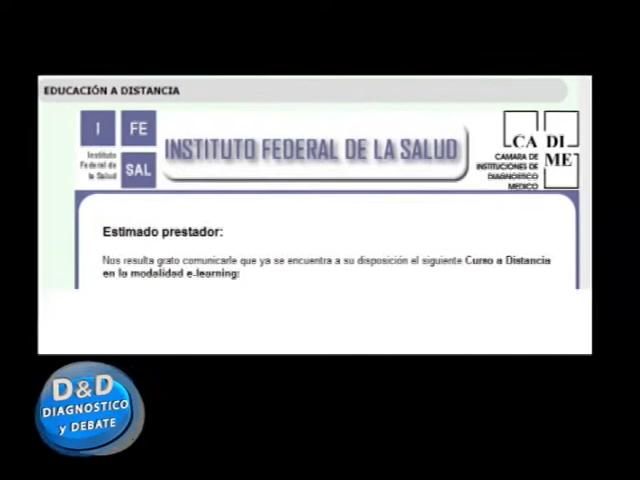 EDUCACIÓN A DISTANCIA
I FE
Instituto
Federal de
la Salud
SAL
INSTITUTO FEDERAL DE LA SALUD
CA DI
ME
CAMARA DE
INSTITUCIONES DE
DIAGNOSTICO
MEDICO
Estimado prestador:
Nos resulta grato comunicarle que ya se encuentra a su disposición el siguiente Curso a Distancia
en la modalidad e-learning:
D&D
DIAGNOSTICO
y DEBATE